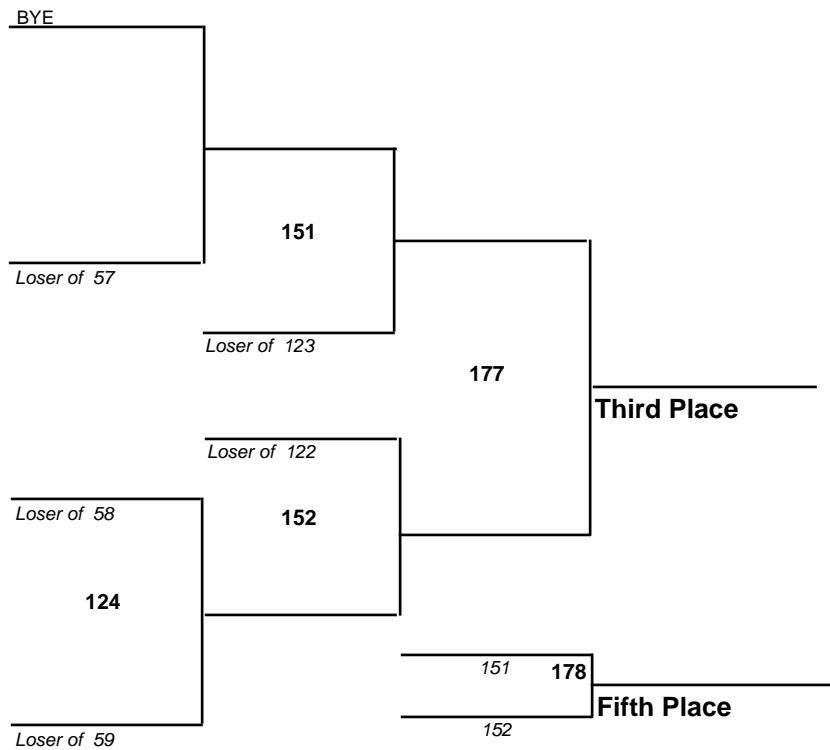 BYE
151
Loser of 57
Loser of 123
177
Third Place
Loser of 122
Loser of 58
152
124
151
178
Fifth Place
152
Loser of 59